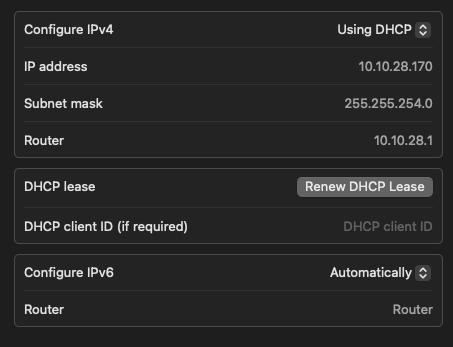 Configure IPv4 Using DHCP
IP address 10.10.28.170
Subnet mask 255.255.254.0
Router 10.10.28.1
DHCP lease Renew DHCP Lease
DHCP client ID (if required) DHCP client ID
Configure IPv6 Automatically
Router Router